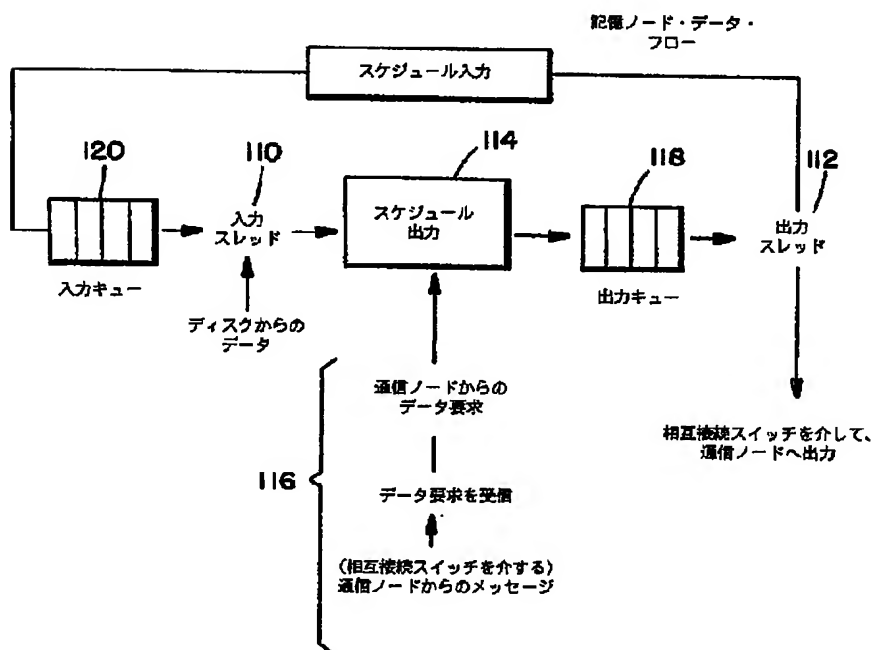 記憶ノード・データ・
フロー
スケジュール入力
120
110
114
118
112
入力
スレッド
スケジュール
出力
出力
スレッド
入力キュー
出力キュー
ディスクからの
データ
通信ノードからの
データ要求
相互接続スイッチを介して、
通信ノードへ出力
116
データ要求を受信
(相互接続スイッチを介する)
通信ノードからのメッセージ